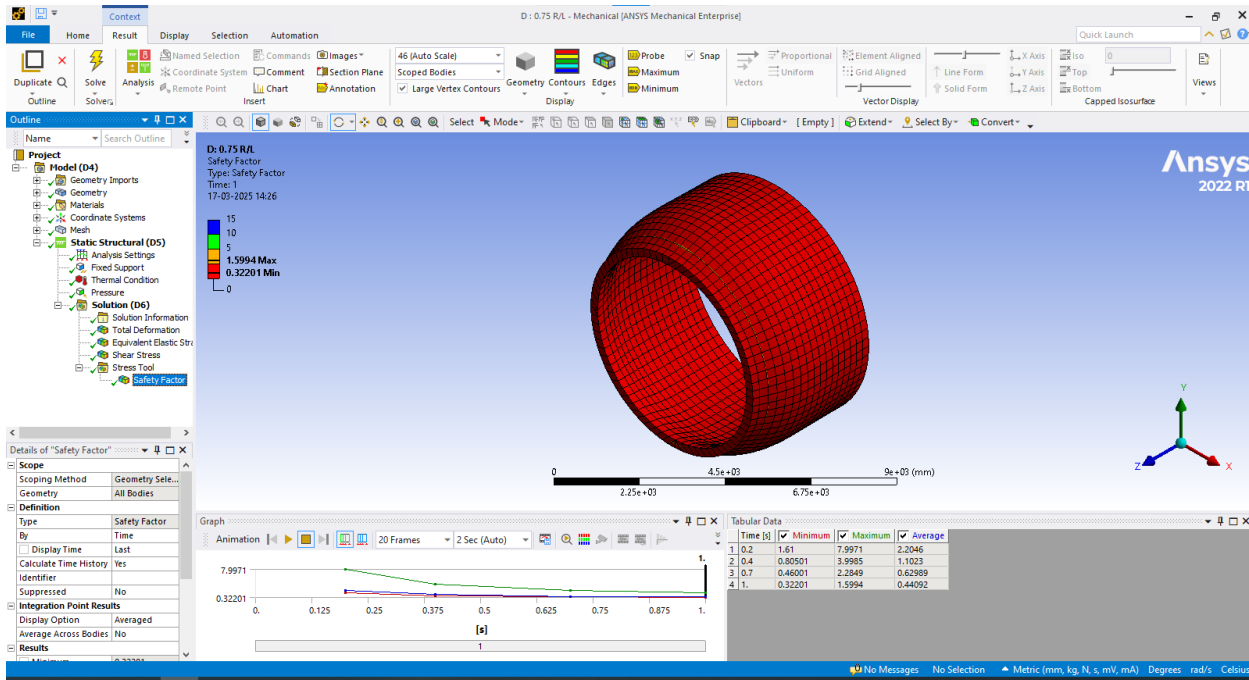 D : 0.75 R/L - Mechanical [ANSYS Mechanical Enterprise]
Context
File Home Result Display Selection Automation
Quick Launch
Duplicate
Outline
Solve
Solver
Analysis
Named Selection
Coordinate System
Remote Point
Commands
Comment
Chart
Images
Section Plane
Annotation
Insert
46 (Auto Scale)
Scoped Bodies
Large Vertex Contours
Geometry Contours Edges
Probe
Maximum
Minimum
Snap
Display
Vectors
Proportional
Uniform
Element Aligned
Grid Aligned
Line Form
Solid Form
X Axis
Y Axis
Z Axis
Vector Display
Iso 0
Top
Bottom
Capped Isosurface
Views
Outline
Name Search Outline
Select Mode Clipboard [ Empty ] Extend Select By Convert
Project
Model (D4)
Geometry Imports
Geometry
Materials
Coordinate Systems
Mesh
Static Structural (D5)
Analysis Settings
Fixed Support
Thermal Condition
Pressure
Solution (D6)
Solution Information
Total Deformation
Equivalent Elastic Stra
Shear Stress
Stress Tool
Safety Factor
D: 0.75 R/L
Safety Factor
Type: Safety Factor
Time: 1
17-03-2025 14:26
15
10
5
1.5994 Max
0.32201 Min
0
Ansys
2022 R1
0 4.5e+03 9e+03 (mm)
2.25e+03 6.75e+03
Y
Z X
Details of "Safety Factor"
Scope
Scoping Method Geometry Sele...
Geometry All Bodies
Definition
Type Safety Factor
By Time
Display Time Last
Calculate Time History Yes
Identifier
Suppressed No
Integration Point Results
Display Option Averaged
Average Across Bodies No
Results
Minimum 0.32201
Graph
Animation 20 Frames 2 Sec (Auto)
1.
7.9971
0.32201
0. 0.125 0.25 0.375 0.5 0.625 0.75 0.875 1.
[s]
1
Tabular Data
Time [s] Minimum Maximum Average
1 0.2 1.61 7.9971 2.2046
2 0.4 0.80501 3.9985 1.1023
3 0.7 0.46001 2.2849 0.62989
4 1. 0.32201 1.5994 0.44092
No Messages No Selection Metric (mm, kg, N, s, mV, mA) Degrees rad/s Celsius